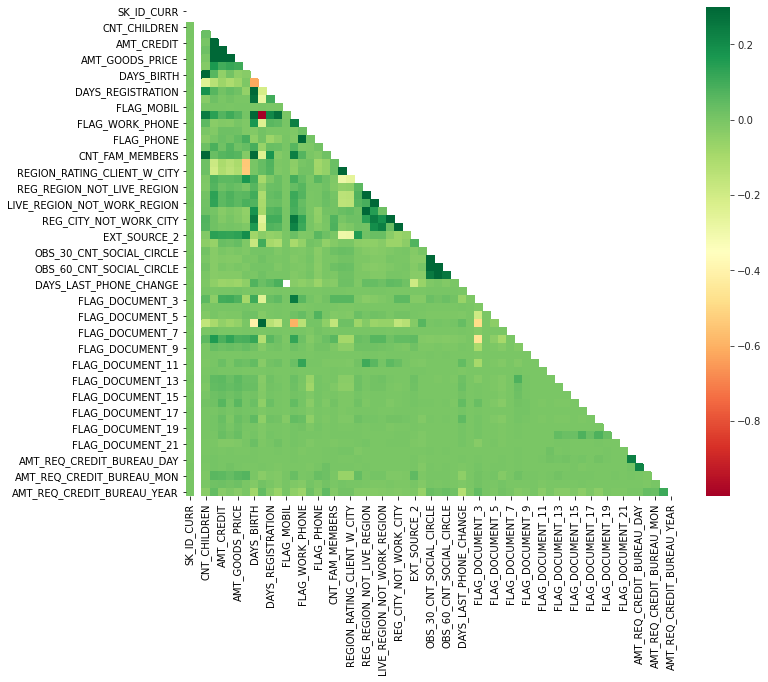 SK_ID_CURR
CNT_CHILDREN
AMT_CREDIT
AMT_GOODS_PRICE
DAYS_BIRTH
DAYS_REGISTRATION
FLAG_MOBIL
FLAG_WORK_PHONE
FLAG_PHONE
CNT_FAM_MEMBERS
REGION_RATING_CLIENT_W_CITY
REG_REGION_NOT_LIVE_REGION
LIVE_REGION_NOT_WORK_REGION
REG_CITY_NOT_WORK_CITY
EXT_SOURCE_2
OBS_30_CNT_SOCIAL_CIRCLE
OBS_60_CNT_SOCIAL_CIRCLE
DAYS_LAST_PHONE_CHANGE
FLAG_DOCUMENT_3
FLAG_DOCUMENT_5
FLAG_DOCUMENT_7
FLAG_DOCUMENT_9
FLAG_DOCUMENT_11
FLAG_DOCUMENT_13
FLAG_DOCUMENT_15
FLAG_DOCUMENT_17
FLAG_DOCUMENT_19
FLAG_DOCUMENT_21
AMT_REQ_CREDIT_BUREAU_DAY
AMT_REQ_CREDIT_BUREAU_MON
AMT_REQ_CREDIT_BUREAU_YEAR
SK_ID_CURR
CNT_CHILDREN
AMT_CREDIT
AMT_GOODS_PRICE
DAYS_BIRTH
DAYS_REGISTRATION
FLAG_MOBIL
FLAG_WORK_PHONE
FLAG_PHONE
CNT_FAM_MEMBERS
REGION_RATING_CLIENT_W_CITY
REG_REGION_NOT_LIVE_REGION
LIVE_REGION_NOT_WORK_REGION
REG_CITY_NOT_WORK_CITY
EXT_SOURCE_2
OBS_30_CNT_SOCIAL_CIRCLE
OBS_60_CNT_SOCIAL_CIRCLE
DAYS_LAST_PHONE_CHANGE
FLAG_DOCUMENT_3
FLAG_DOCUMENT_5
FLAG_DOCUMENT_7
FLAG_DOCUMENT_9
FLAG_DOCUMENT_11
FLAG_DOCUMENT_13
FLAG_DOCUMENT_15
FLAG_DOCUMENT_17
FLAG_DOCUMENT_19
FLAG_DOCUMENT_21
AMT_REQ_CREDIT_BUREAU_DAY
AMT_REQ_CREDIT_BUREAU_MON
AMT_REQ_CREDIT_BUREAU_YEAR
0.2
0.0
−0.2
−0.4
−0.6
−0.8